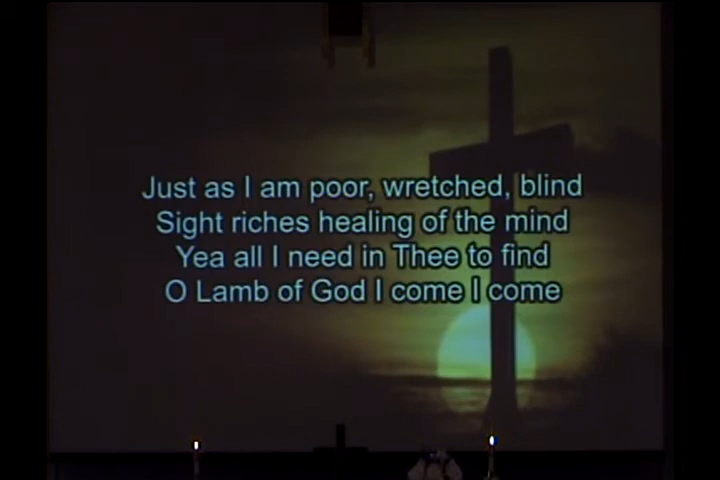 Just as I am poor, wretched, blind
Sight riches healing of the mind
Yea all I need in Thee to find
O Lamb of God I come I come